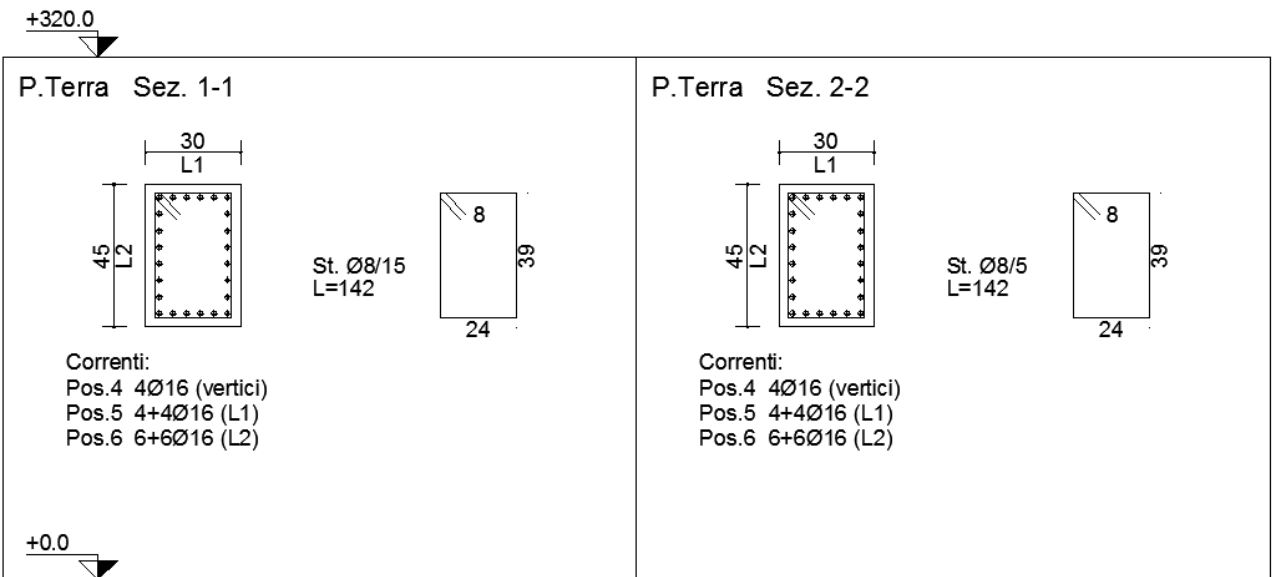 +320.0
P.Terra Sez. 1-1
30
L1
45
L2
St. Ø8/15
L=142
8
39
24
Correnti:
Pos.4 4Ø16 (vertici)
Pos.5 4+4Ø16 (L1)
Pos.6 6+6Ø16 (L2)
P.Terra Sez. 2-2
30
L1
45
L2
St. Ø8/5
L=142
8
39
24
Correnti:
Pos.4 4Ø16 (vertici)
Pos.5 4+4Ø16 (L1)
Pos.6 6+6Ø16 (L2)
+0.0